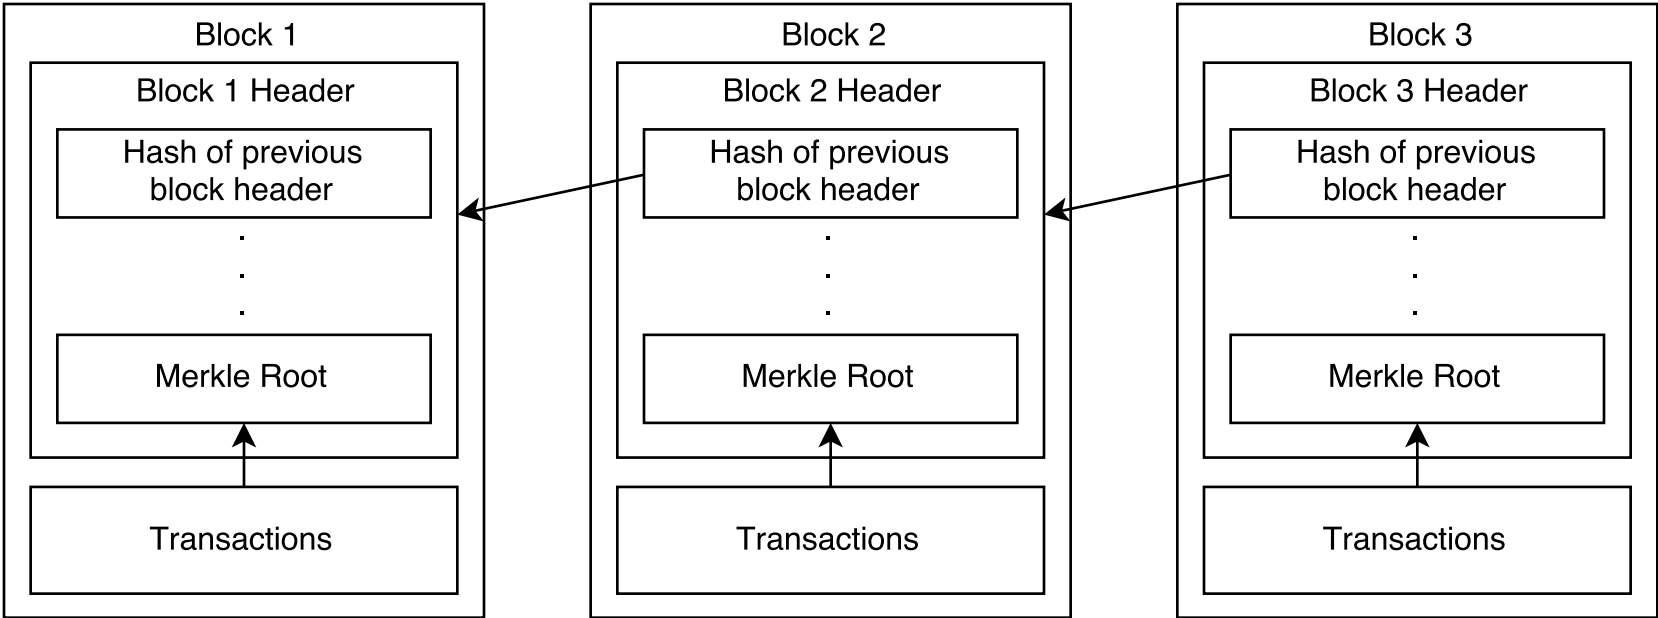 Block 1
Block 1 Header
Hash of previous
block header
Merkle Root
Transactions
Block 2
Block 2 Header
Hash of previous
block header
Merkle Root
Transactions
Block 3
Block 3 Header
Hash of previous
block header
Merkle Root
Transactions